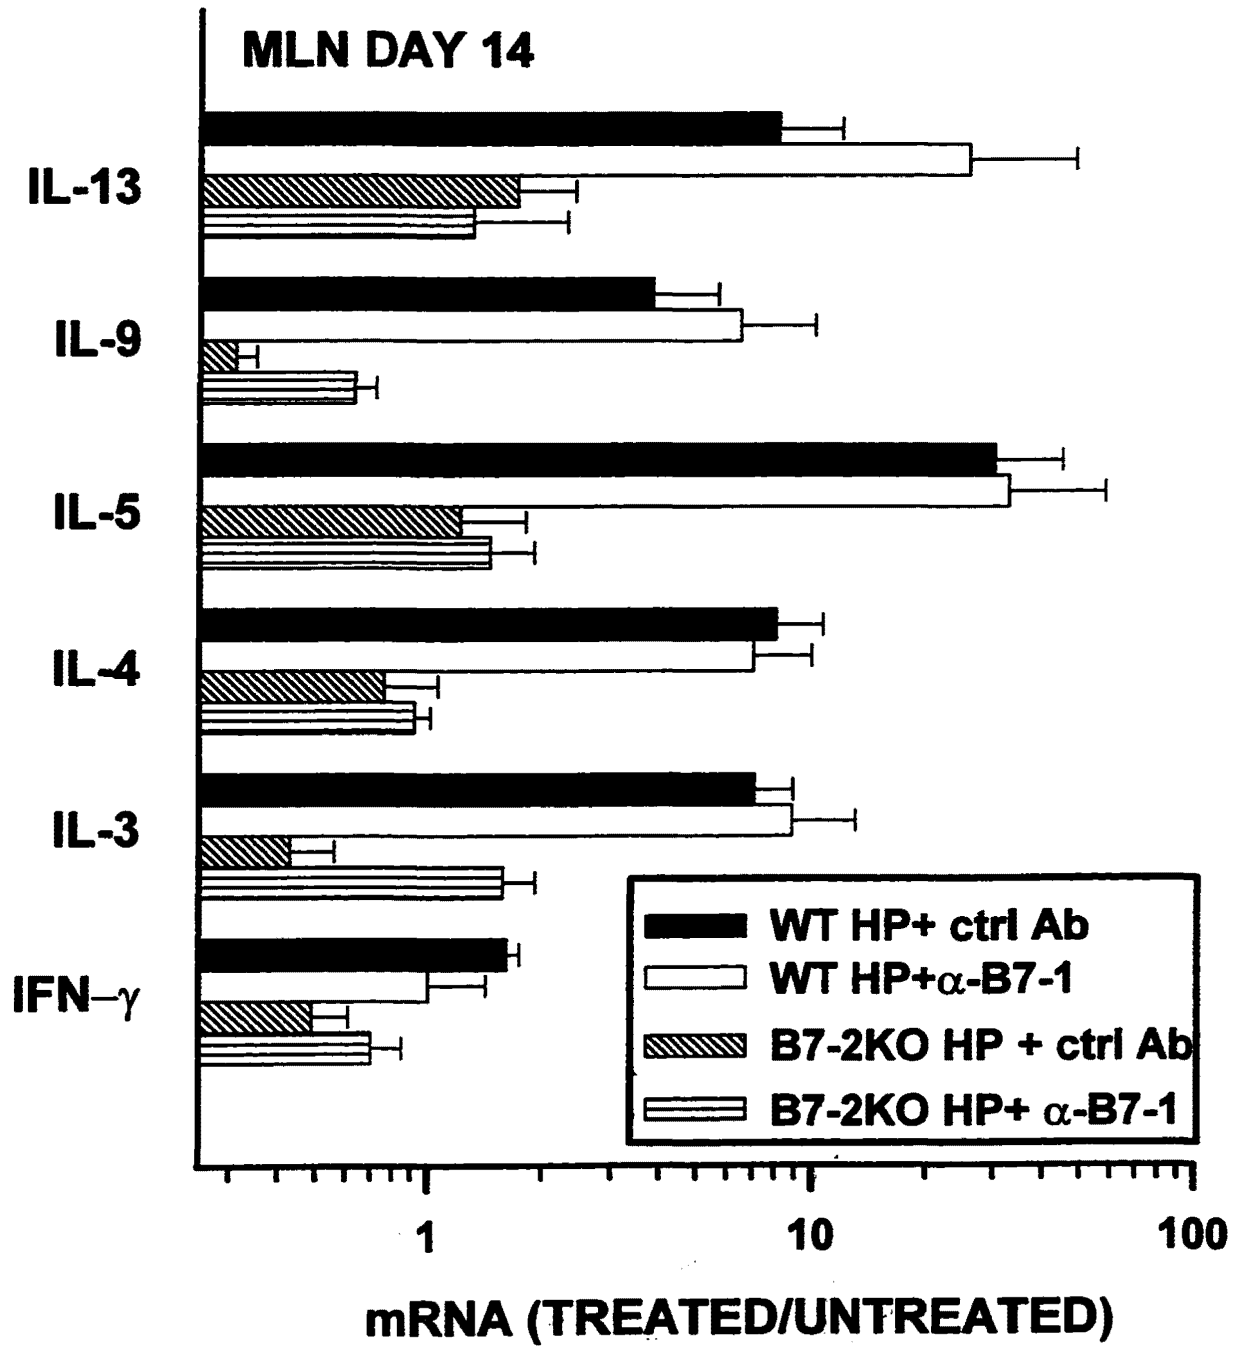 MLN DAY 14
IL-13
IL-9
IL-5
IL-4
IL-3
IFN–γ
WT HP+ ctrl Ab
WT HP+α-B7-1
B7-2KO HP + ctrl Ab
B7-2KO HP+ α-B7-1
1 10 100
mRNA (TREATED/UNTREATED)